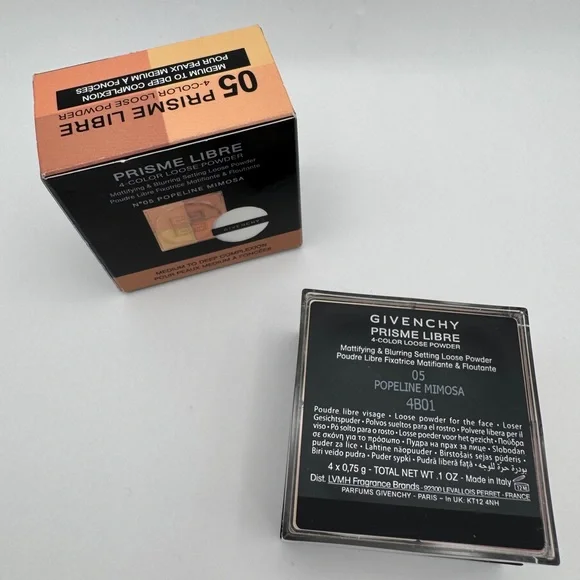 05 PRISME LIBRE
4-COLOR LOOSE POWDER
MEDIUM TO DEEP COMPLEXION
POUR PEAUX MEDIUM À FONCÉES
PRISME LIBRE
4-COLOR LOOSE POWDER
Mattifying & Blurring Setting Loose Powder
Poudre Libre Fixatrice Matifiante & Floutante
N°05 POPELINE MIMOSA
GIVENCHY
MEDIUM TO DEEP COMPLEXION
POUR PEAUX MEDIUM À FONCÉES
GIVENCHY
PRISME LIBRE
4-COLOR LOOSE POWDER
Mattifying & Blurring Setting Loose Powder
Poudre Libre Fixatrice Matifiante & Floutante
05
POPELINE MIMOSA
4B01
Poudre libre visage • Loose powder for the face • Loser
Gesichtspuder • Polvos sueltos para el rostro • Polvere libera per il
viso • Pó solto para o rosto • Losse poeder voor het gezicht • Πούδρα
σε σκόνη για το πρόσωπο • Пудра на прах за лице • Slobodan
puder za lice • Lahtine näopuuder • Birstošais sejas pūderis •
Biri veido pudra • Puder sypki • Pudră liberă față • بودرة حرة للوجه
4 x 0,75 g - TOTAL NET WT .1 OZ - Made in Italy
12M
Dist. LVMH Fragrance Brands - 92300 LEVALLOIS PERRET - FRANCE
PARFUMS GIVENCHY - PARIS - In UK: KT12 4NH